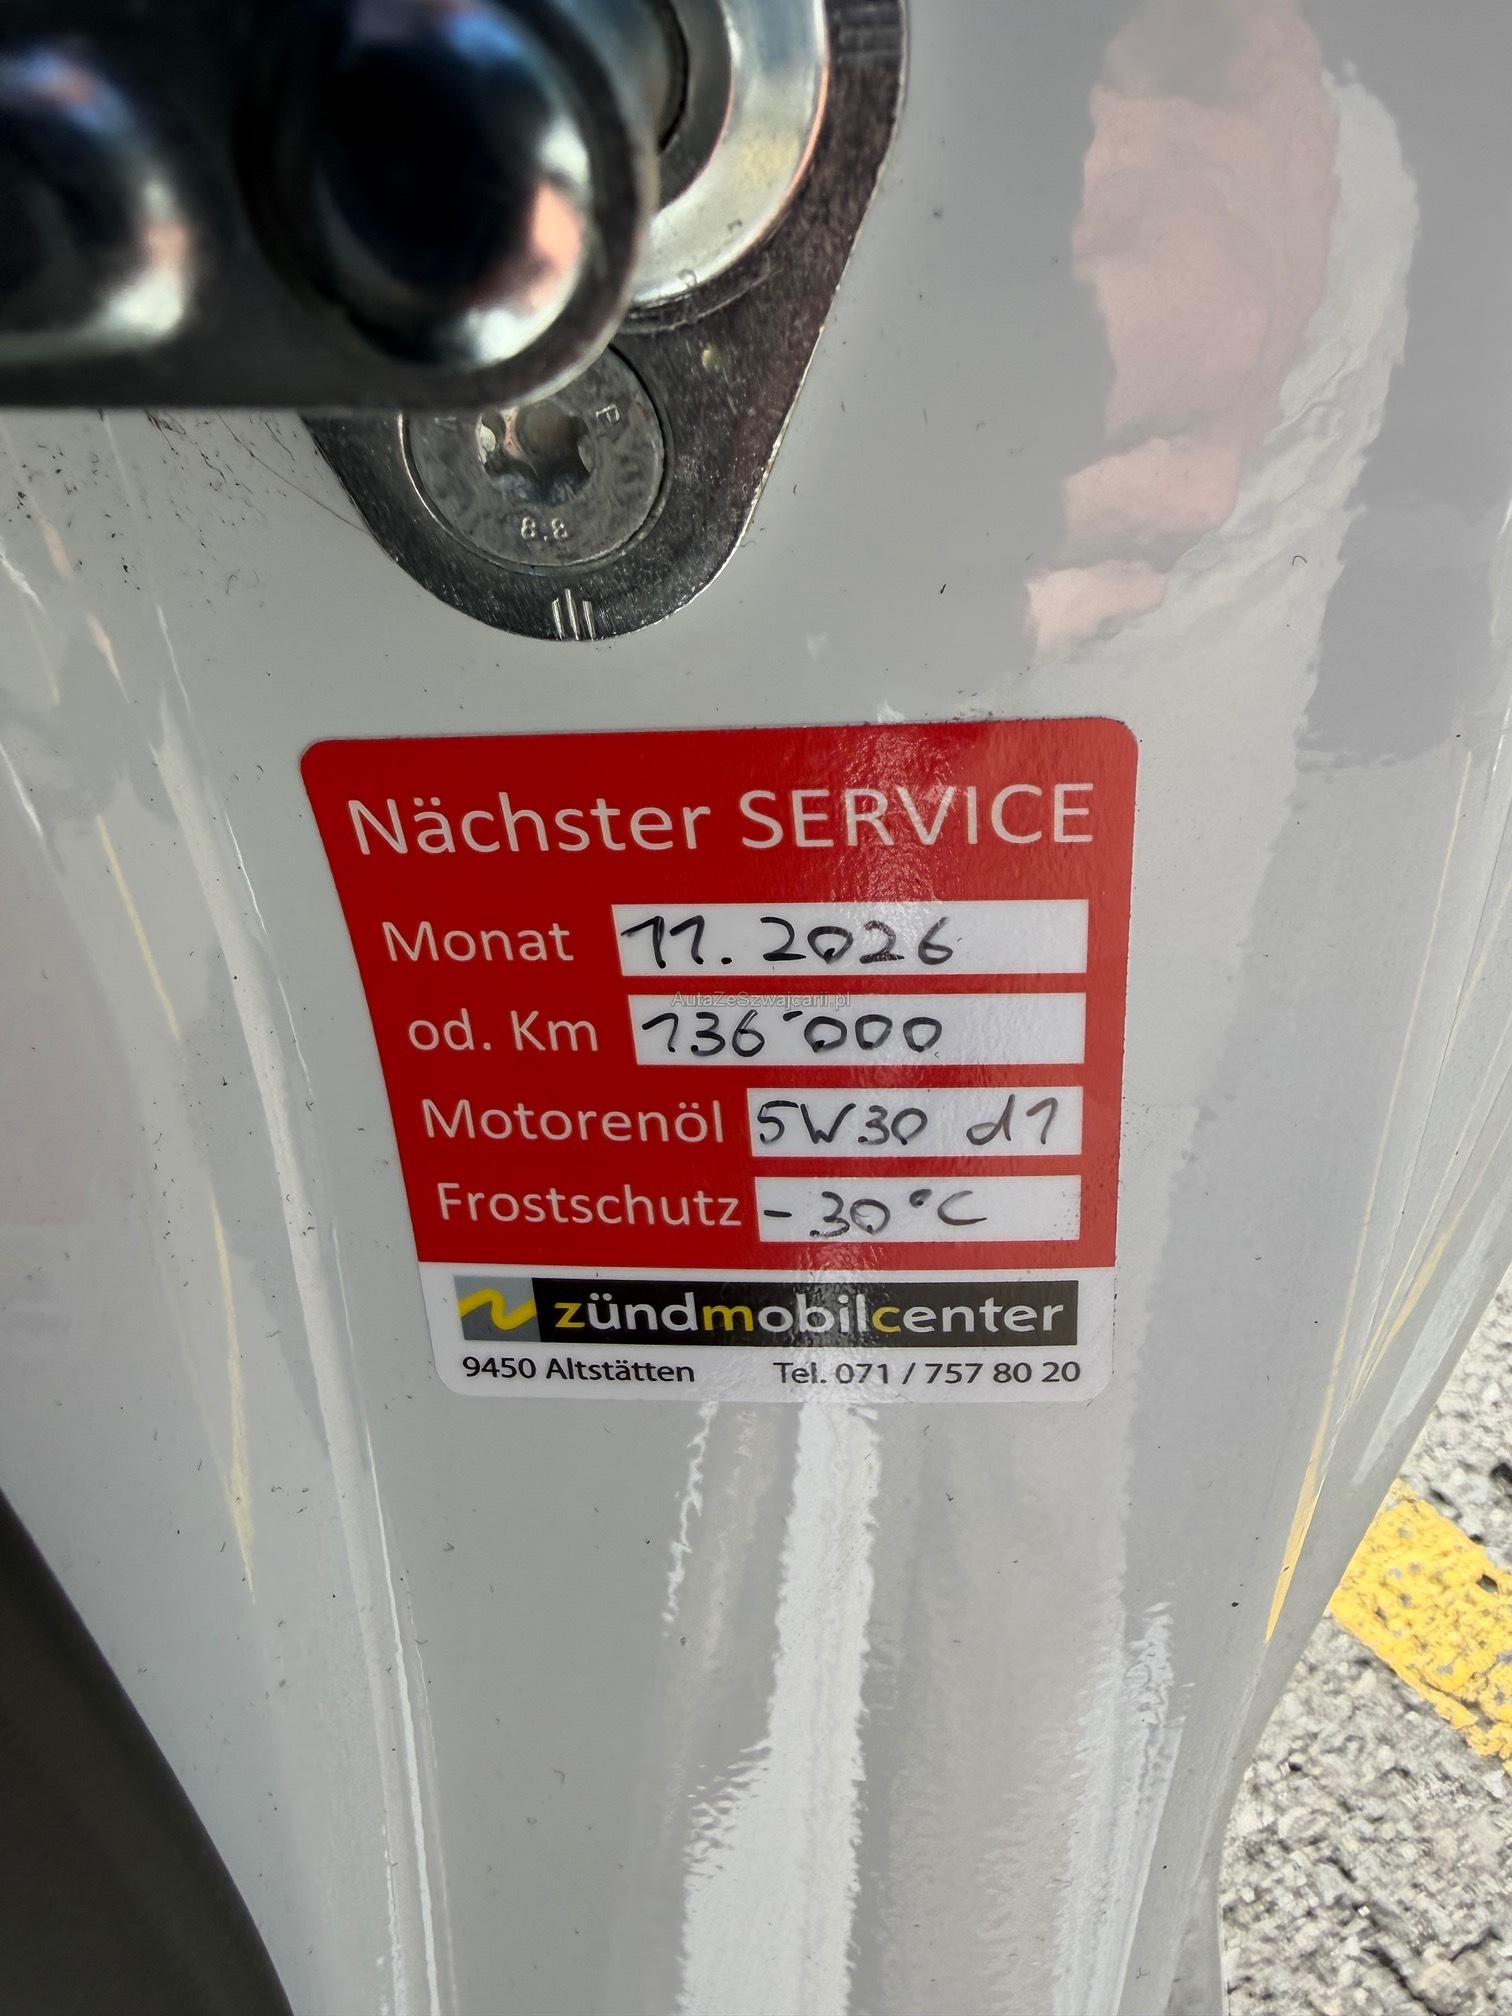 8.8
Nächster SERVICE
Monat 11.2026
AutaZeSzwajcarii.pl
od. Km 136'000
Motorenöl 5W30 d1
Frostschutz -30°C
zündmobilcenter
9450 Altstätten Tel. 071 / 757 80 20